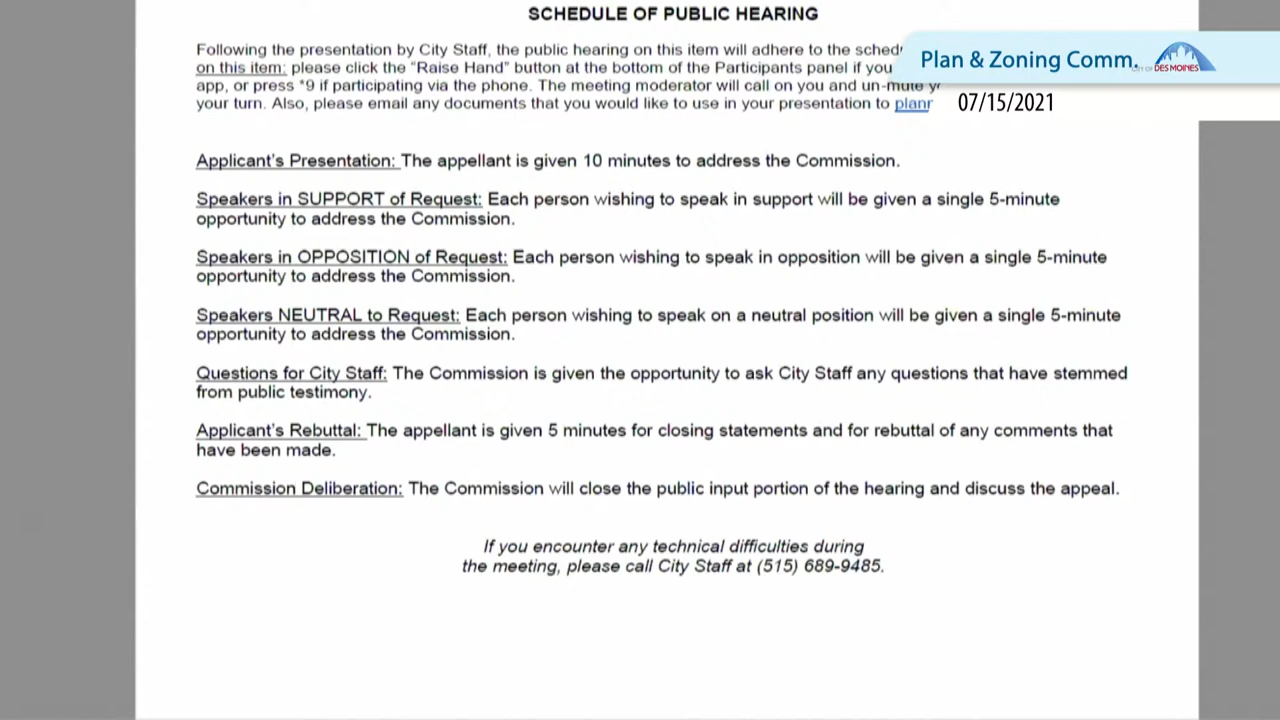 SCHEDULE OF PUBLIC HEARING
Following the presentation by City Staff, the public hearing on this item will adhere to the sched
on this item: please click the “Raise Hand” button at the bottom of the Participants panel if you
app, or press *9 if participating via the phone. The meeting moderator will call on you and un-mute y
your turn. Also, please email any documents that you would like to use in your presentation to
Plan & Zoning Comm.
CITY OF DES MOINES
07/15/2021
Applicant’s Presentation: The appellant is given 10 minutes to address the Commission.
Speakers in SUPPORT of Request: Each person wishing to speak in support will be given a single 5-minute
opportunity to address the Commission.
Speakers in OPPOSITION of Request: Each person wishing to speak in opposition will be given a single 5-minute
opportunity to address the Commission.
Speakers NEUTRAL to Request: Each person wishing to speak on a neutral position will be given a single 5-minute
opportunity to address the Commission.
Questions for City Staff: The Commission is given the opportunity to ask City Staff any questions that have stemmed
from public testimony.
Applicant’s Rebuttal: The appellant is given 5 minutes for closing statements and for rebuttal of any comments that
have been made.
Commission Deliberation: The Commission will close the public input portion of the hearing and discuss the appeal.
If you encounter any technical difficulties during
the meeting, please call City Staff at (515) 689-9485.